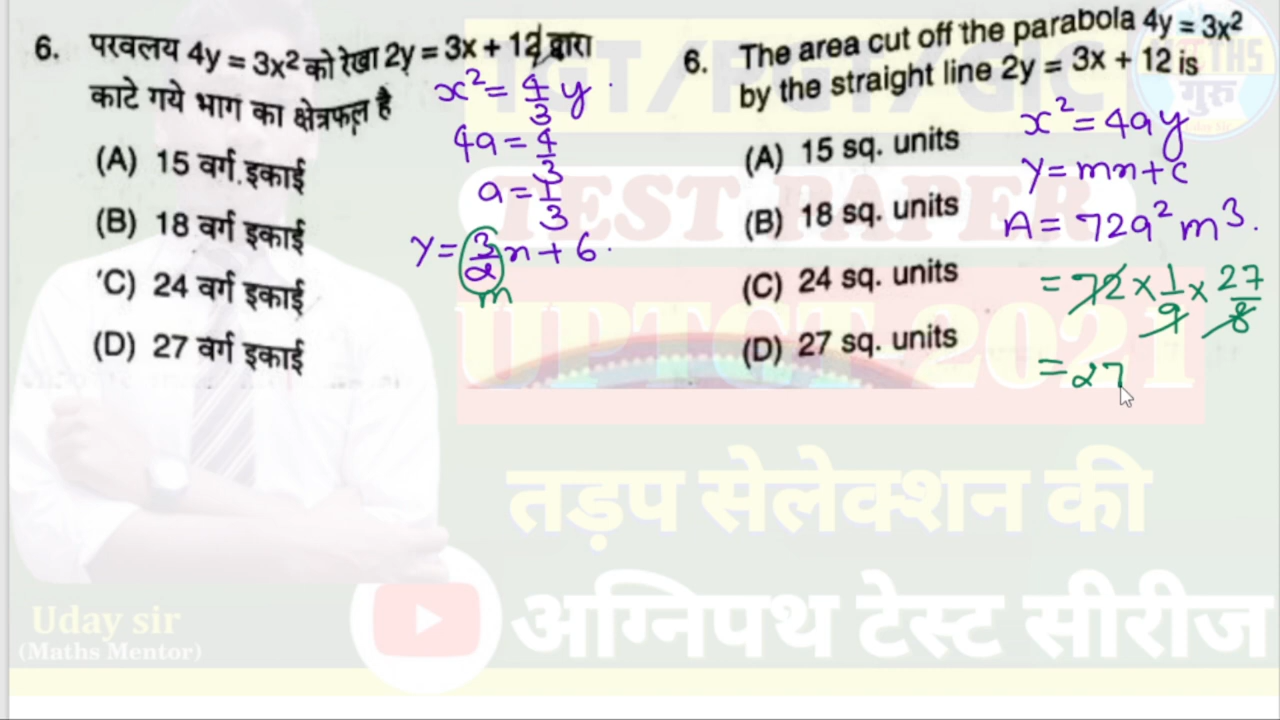 6. परवलय 4y = 3x² को रेखा 2y = 3x + 12 द्वारा
काटे गये भाग का क्षेत्रफल है
(A) 15 वर्ग इकाई
(B) 18 वर्ग इकाई
'C) 24 वर्ग इकाई
(D) 27 वर्ग इकाई
x² = 4/3 y
4a = 4/3
a = 1/3
y = 3/2 x + 6
m
6. The area cut off the parabola 4y = 3x²
by the straight line 2y = 3x + 12 is
(A) 15 sq. units
(B) 18 sq. units
(C) 24 sq. units
(D) 27 sq. units
x² = 4ay
y = mx + c
A = 72a²m³.
= 72 × 1/9 × 27/8
= 27
TGT/PGT/GIC
TEST PAPER
UPTGT 2021
तड़प सेलेक्शन की
अग्निपथ टेस्ट सीरीज
Uday sir
(Maths Mentor)
गुरु